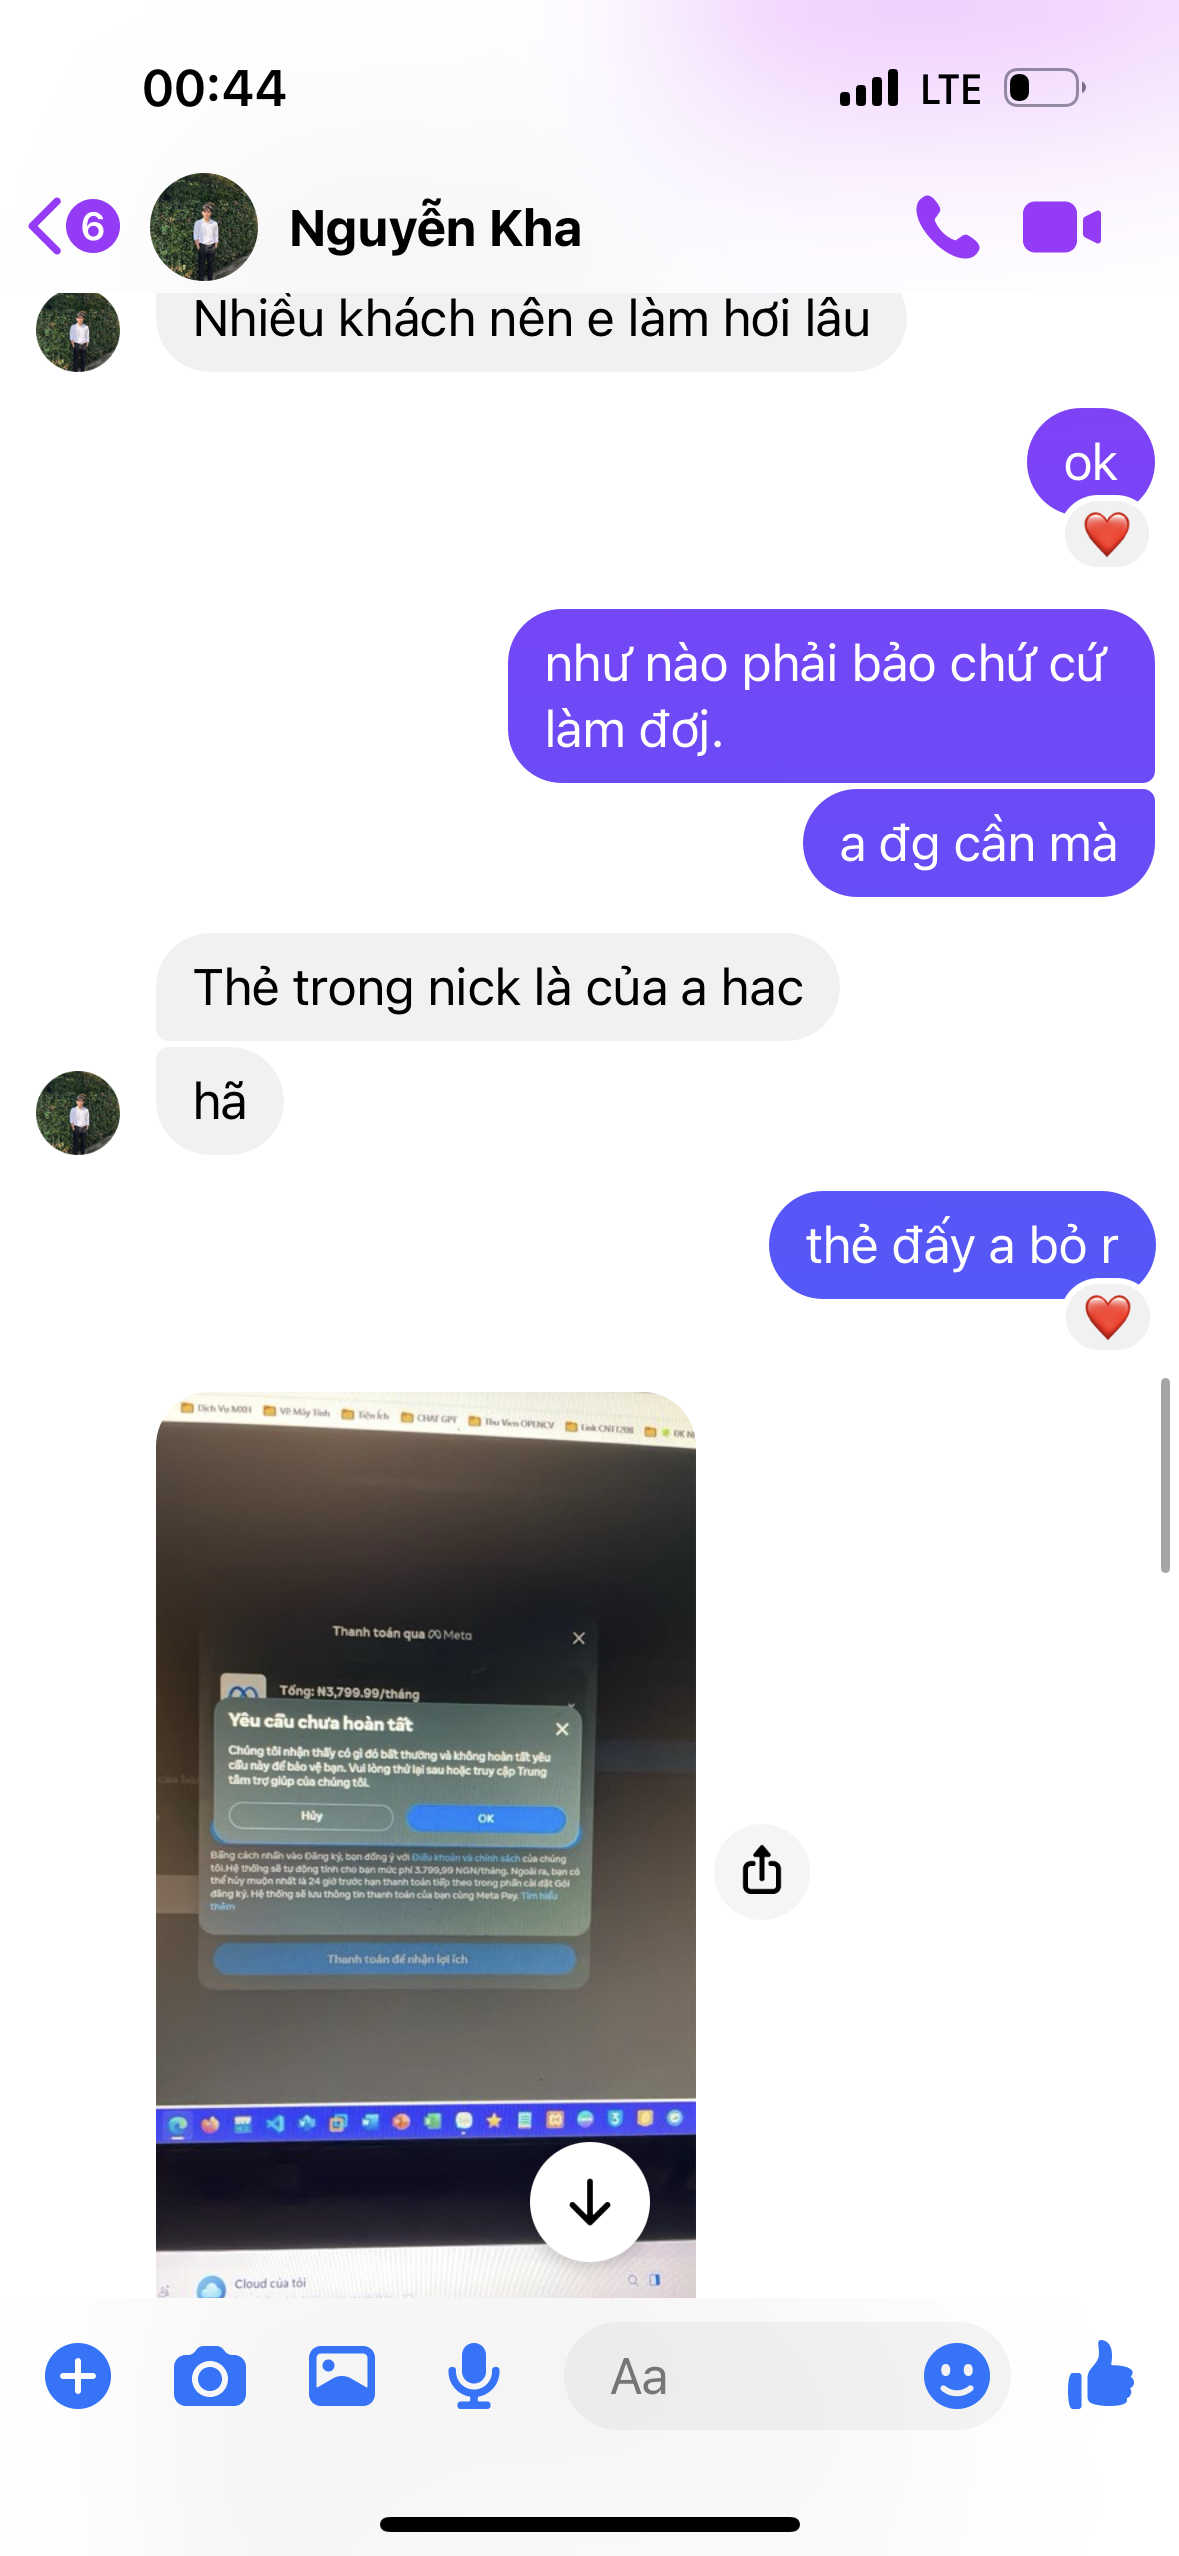 00:44
LTE
6
Nguyễn Kha
Nhiều khách nên e làm hơi lâu
ok
như nào phải bảo chứ cứ
làm đơị.
a đg cần mà
Thẻ trong nick là của a hac
hã
thẻ đấy a bỏ r
Dịch Vụ MXH
Vẽ Máy Tính
Tiện Ích
CHAT GPT
Thu Vien OPENCV
Link CNTT20B
Thanh toán qua Meta
Tổng: ₦3,799.99/tháng
Yêu cầu chưa hoàn tất
Chúng tôi nhận thấy có gì đó bất thường và không hoàn tất yêu
cầu này để bảo vệ bạn. Vui lòng thử lại sau hoặc truy cập Trung
tâm trợ giúp của chúng tôi.
Hủy
OK
Bằng cách nhấn vào Đăng ký, bạn đồng ý với Điều khoản và chính sách của chúng
tôi.Hệ thống sẽ tự động tính cho bạn mức phí 3.799,99 NGN/tháng. Ngoài ra, bạn có
thể hủy muộn nhất là 24 giờ trước hạn thanh toán tiếp theo trong phần cài đặt Gói
đăng ký. Hệ thống sẽ lưu thông tin thanh toán của bạn cùng Meta Pay. Tìm hiểu
thêm
Thanh toán để nhận lợi ích
Cloud của tôi
Aa